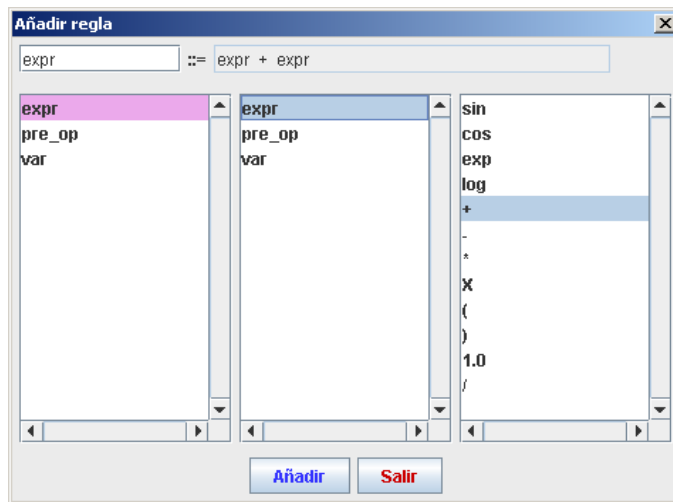 Añadir regla
expr ::= expr + expr
expr
pre_op
var
expr
pre_op
var
sin
cos
exp
log
+
-
*
X
(
)
1.0
/
Añadir Salir